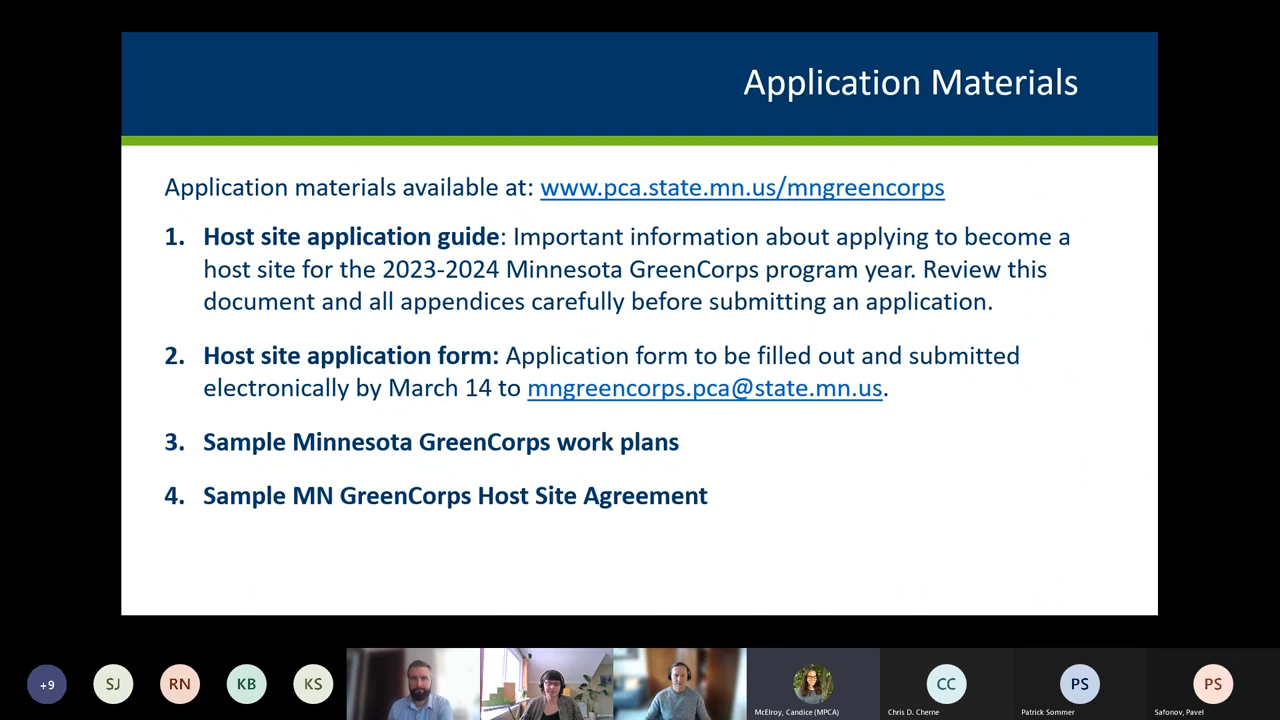 Application Materials
Application materials available at: www.pca.state.mn.us/mngreencorps
1. Host site application guide: Important information about applying to become a
host site for the 2023-2024 Minnesota GreenCorps program year. Review this
document and all appendices carefully before submitting an application.
2. Host site application form: Application form to be filled out and submitted
electronically by March 14 to mngreencorps.pca@state.mn.us.
3. Sample Minnesota GreenCorps work plans
4. Sample MN GreenCorps Host Site Agreement
+9 SJ RN KB KS CC PS PS
McElroy, Candice (MPCA) Chris D. Cherne Patrick Sommer Safonov, Pavel